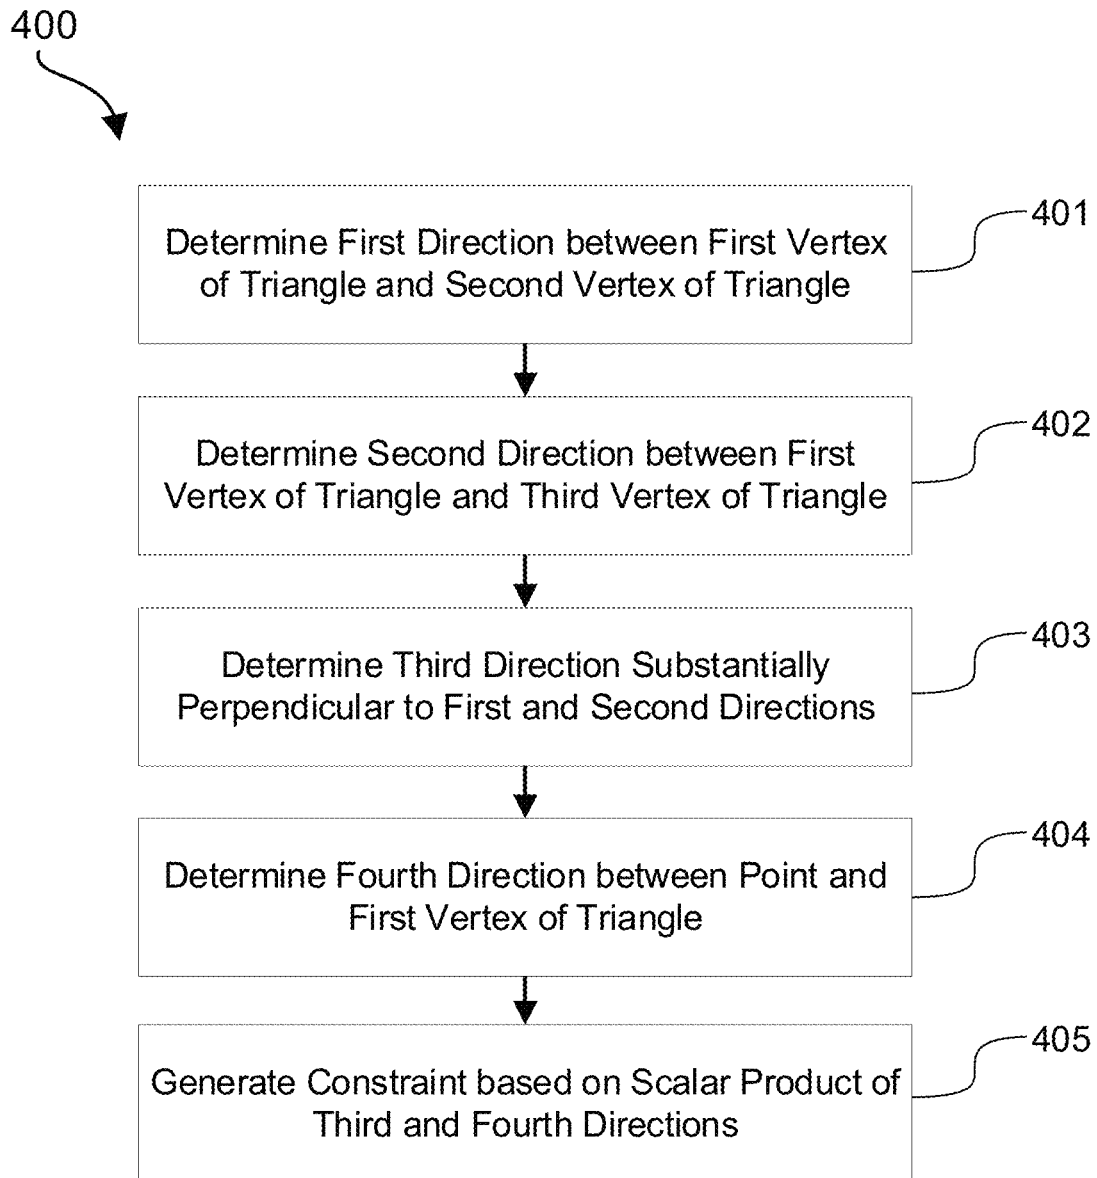 400
Determine First Direction between First Vertex
of Triangle and Second Vertex of Triangle
401
Determine Second Direction between First
Vertex of Triangle and Third Vertex of Triangle
402
Determine Third Direction Substantially
Perpendicular to First and Second Directions
403
Determine Fourth Direction between Point and
First Vertex of Triangle
404
Generate Constraint based on Scalar Product of
Third and Fourth Directions
405